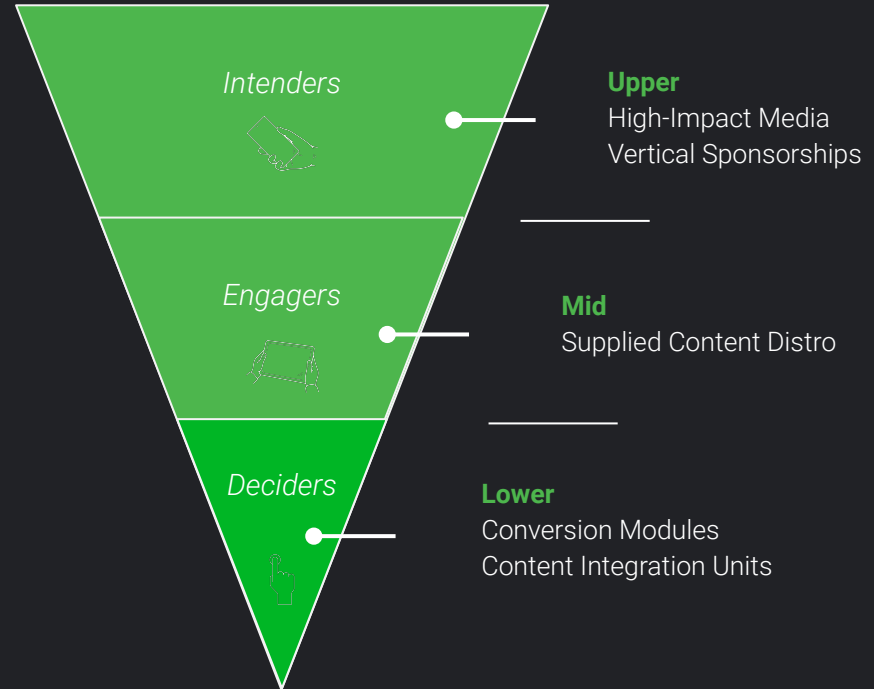 Intenders
Upper
High-Impact Media
Vertical Sponsorships
Engagers
Mid
Supplied Content Distro
Deciders
Lower
Conversion Modules
Content Integration Units